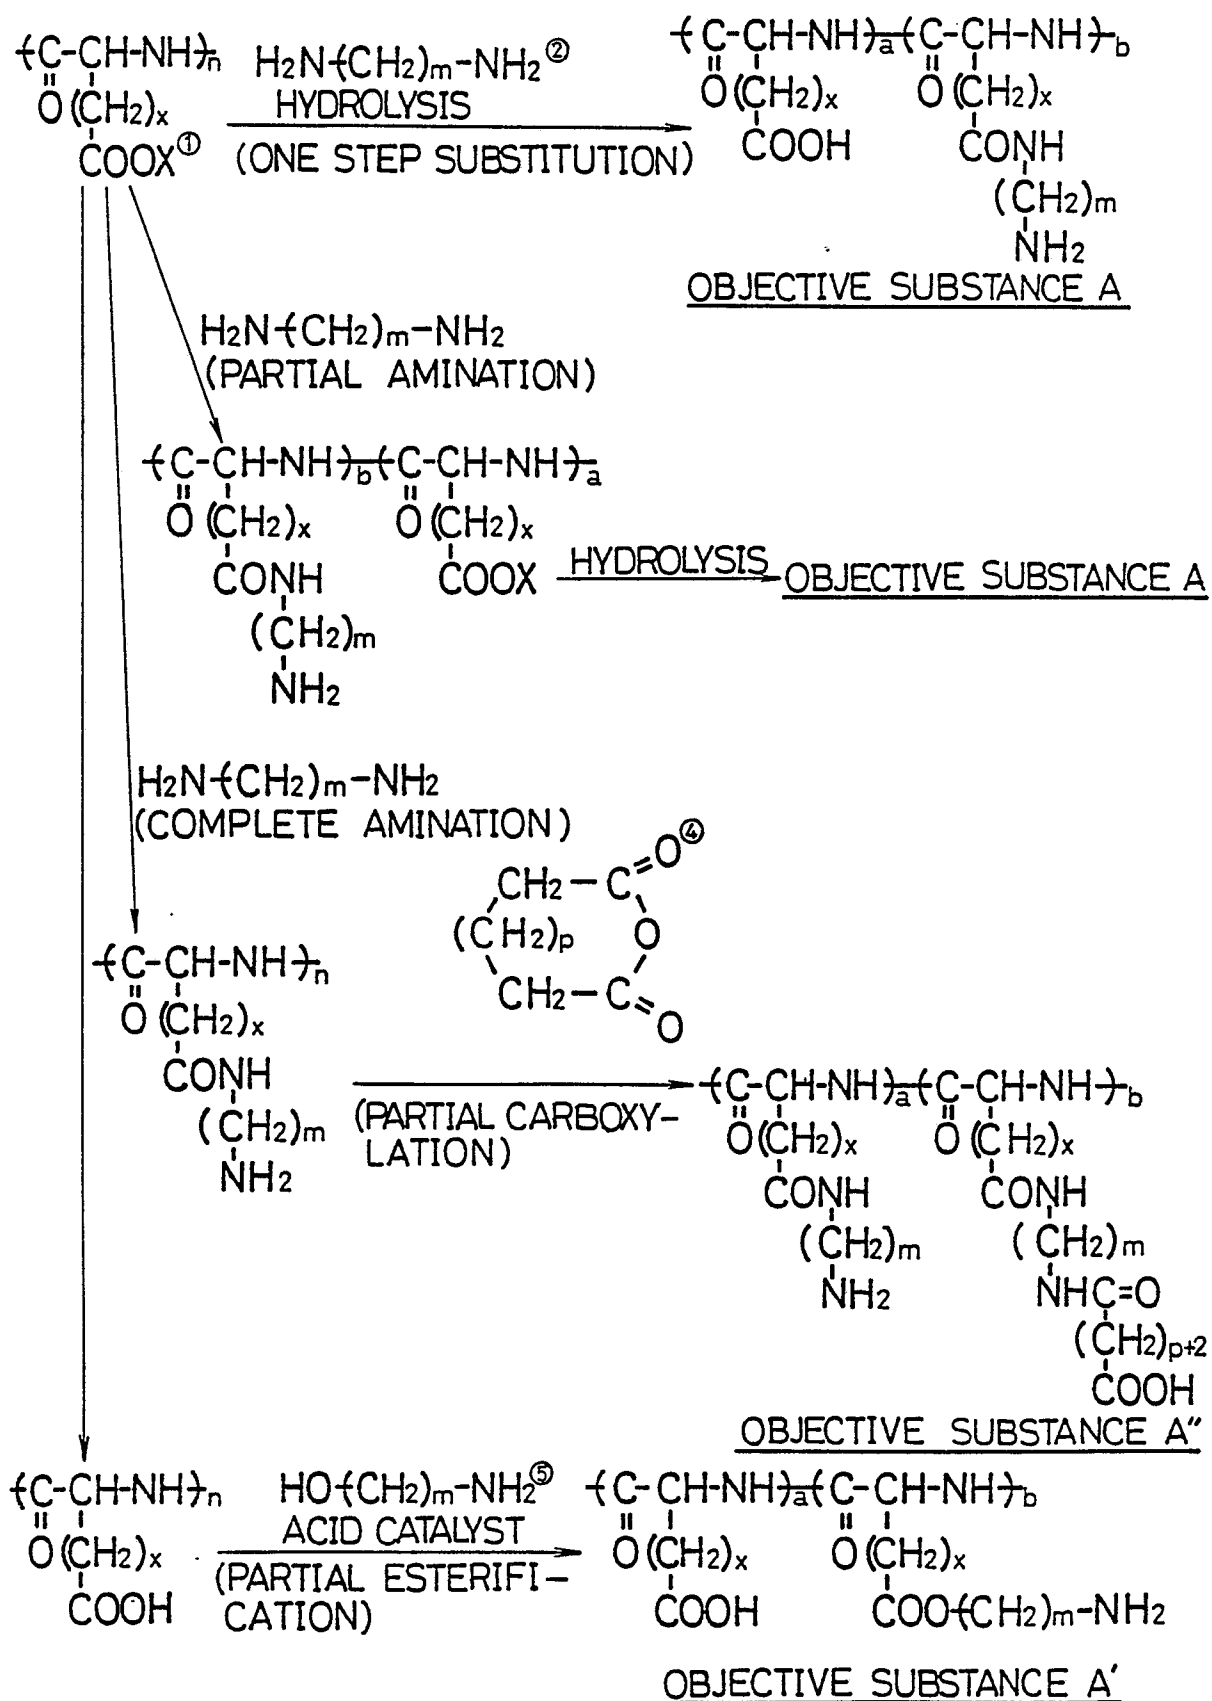 -(C-CH-NH)-n
O (CH2)x
COOX①
H2N-(CH2)m-NH2②
HYDROLYSIS
(ONE STEP SUBSTITUTION)
-(C-CH-NH)-a-(C-CH-NH)-b
O (CH2)x O (CH2)x
COOH CONH
(CH2)m
NH2
OBJECTIVE SUBSTANCE A
H2N-(CH2)m-NH2
(PARTIAL AMINATION)
-(C-CH-NH)-b-(C-CH-NH)-a
O (CH2)x O (CH2)x
CONH COOX
(CH2)m
NH2
HYDROLYSIS
OBJECTIVE SUBSTANCE A
H2N-(CH2)m-NH2
(COMPLETE AMINATION)
CH2-C=O④
(CH2)p O
CH2-C=O
-(C-CH-NH)-n
O (CH2)x
CONH
(CH2)m
NH2
(PARTIAL CARBOXY-
LATION)
-(C-CH-NH)-a-(C-CH-NH)-b
O (CH2)x O (CH2)x
CONH CONH
(CH2)m (CH2)m
NH2 NHC=O
(CH2)p+2
COOH
OBJECTIVE SUBSTANCE A″
-(C-CH-NH)-n
O (CH2)x
COOH
HO-(CH2)m-NH2⑤
ACID CATALYST
(PARTIAL ESTERIFI-
CATION)
-(C-CH-NH)-a-(C-CH-NH)-b
O (CH2)x O (CH2)x
COOH COO-(CH2)m-NH2
OBJECTIVE SUBSTANCE A′